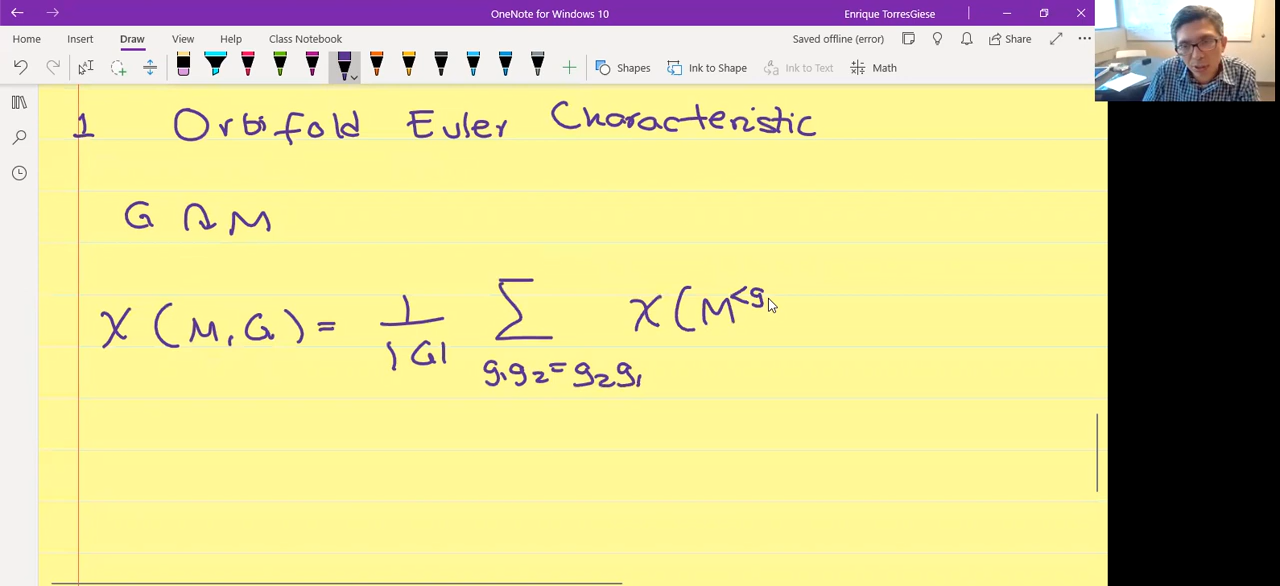 OneNote for Windows 10
Enrique TorresGiese
Home Insert Draw View Help Class Notebook
Saved offline (error)
Share
Shapes
Ink to Shape
Ink to Text
Math
1 Orbifold Euler Characteristic
G ↷ M
χ(M,G) = 1/|G| Σ χ(M^<g
g₁g₂=g₂g₁